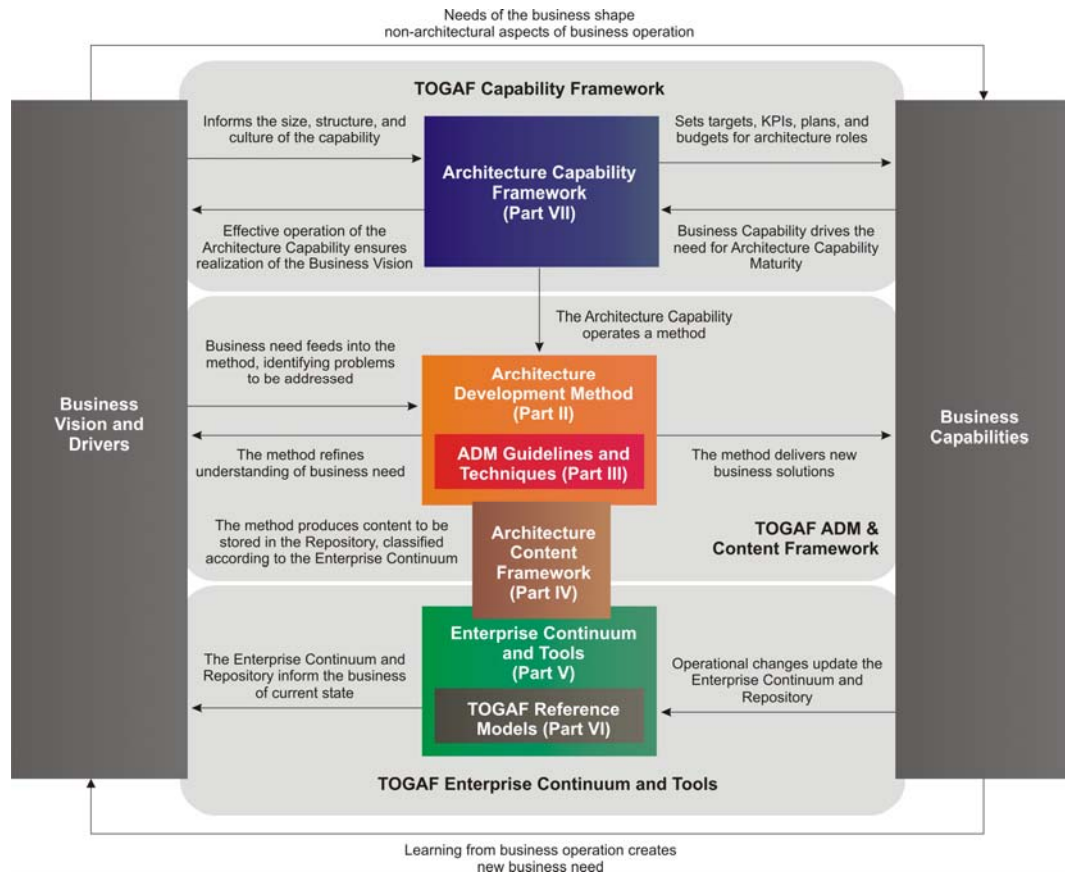 Needs of the business shape
non-architectural aspects of business operation
TOGAF Capability Framework
Informs the size, structure, and
culture of the capability
Sets targets, KPIs, plans, and
budgets for architecture roles
Architecture Capability
Framework
(Part VII)
Effective operation of the
Architecture Capability ensures
realization of the Business Vision
Business Capability drives the
need for Architecture Capability
Maturity
The Architecture Capability
operates a method
Business need feeds into the
method, identifying problems
to be addressed
Architecture
Development Method
(Part II)
Business
Vision and
Drivers
Business
Capabilities
ADM Guidelines and
Techniques (Part III)
The method refines
understanding of business need
The method delivers new
business solutions
The method produces content to be
stored in the Repository, classified
according to the Enterprise Continuum
Architecture
Content
Framework
(Part IV)
TOGAF ADM &
Content Framework
Enterprise Continuum
and Tools
(Part V)
The Enterprise Continuum and
Repository inform the business
of current state
Operational changes update the
Enterprise Continuum and
Repository
TOGAF Reference
Models (Part VI)
TOGAF Enterprise Continuum and Tools
Learning from business operation creates
new business need